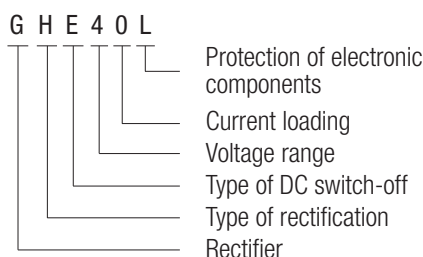 G H E 4 0 L
Protection of electronic
components
Current loading
Voltage range
Type of DC switch-off
Type of rectification
Rectifier